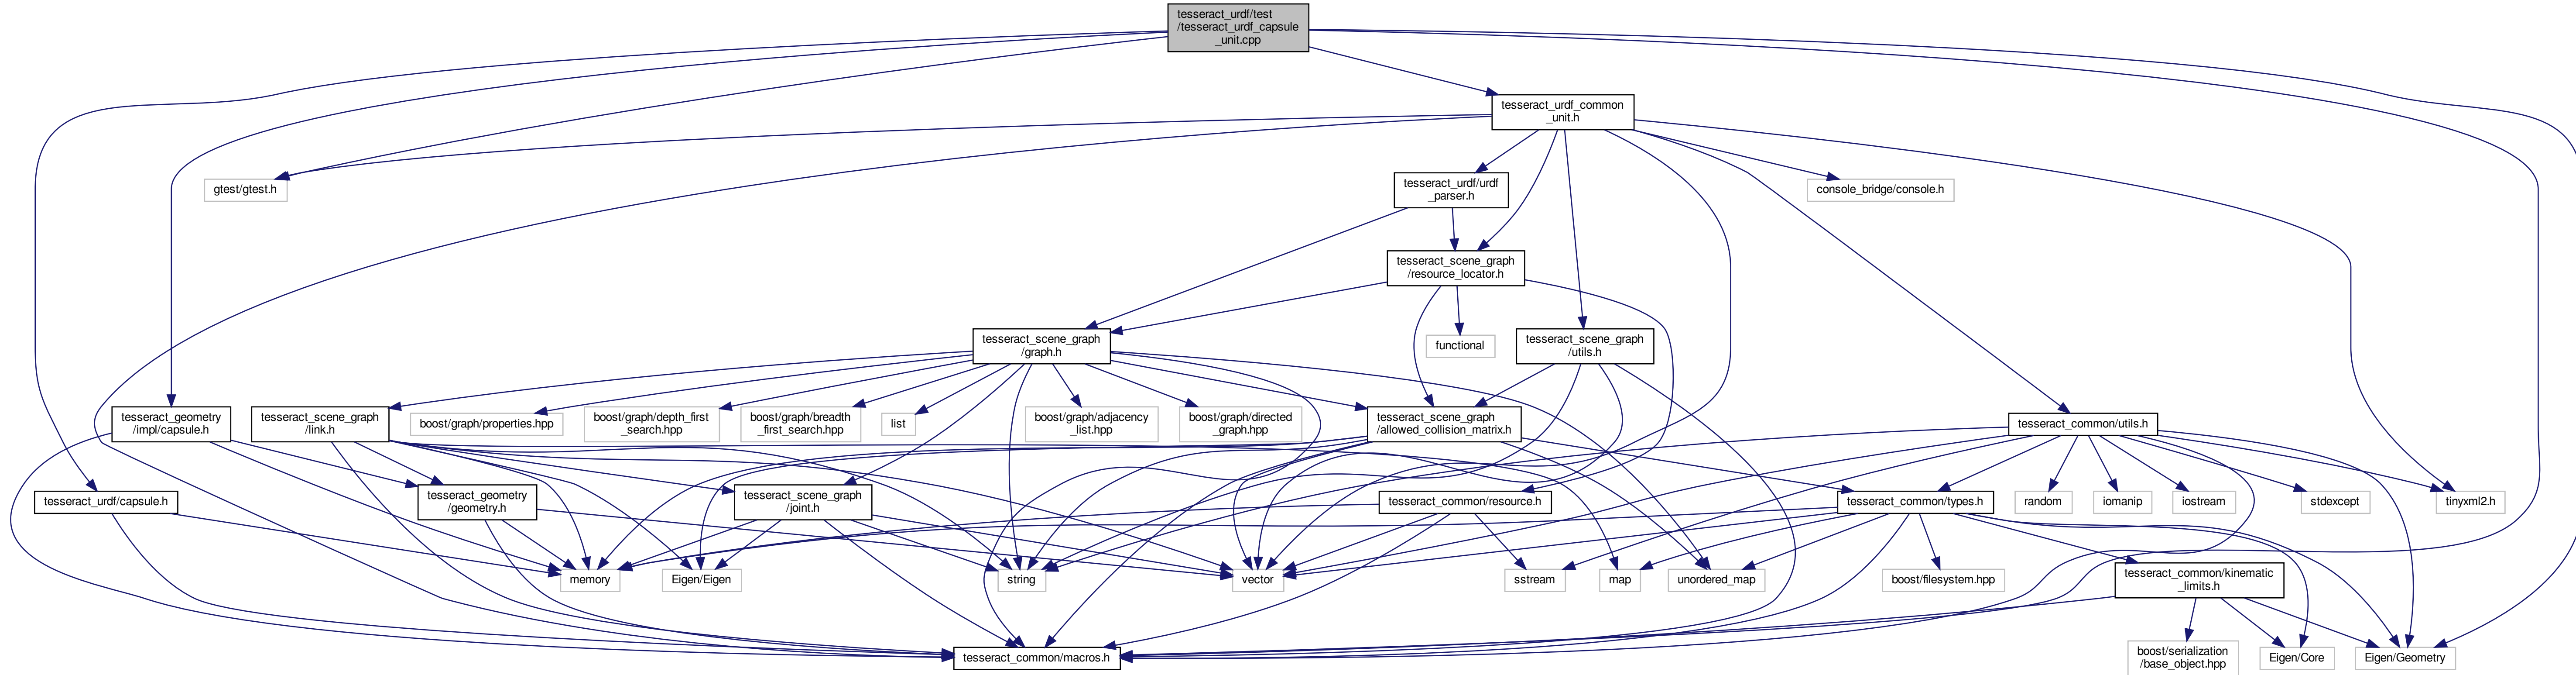 tesseract_urdf/test
/tesseract_urdf_capsule
_unit.cpp
tesseract_urdf_common
_unit.h
gtest/gtest.h
tesseract_urdf/urdf
_parser.h
console_bridge/console.h
tesseract_scene_graph
/resource_locator.h
tesseract_scene_graph
/graph.h
functional
tesseract_scene_graph
/utils.h
tesseract_geometry
/impl/capsule.h
tesseract_scene_graph
/link.h
boost/graph/properties.hpp
boost/graph/depth_first
_search.hpp
boost/graph/breadth
_first_search.hpp
list
boost/graph/adjacency
_list.hpp
boost/graph/directed
_graph.hpp
tesseract_scene_graph
/allowed_collision_matrix.h
tesseract_common/utils.h
tesseract_urdf/capsule.h
tesseract_geometry
/geometry.h
tesseract_scene_graph
/joint.h
tesseract_common/resource.h
tesseract_common/types.h
random
iomanip
iostream
stdexcept
tinyxml2.h
memory
Eigen/Eigen
string
vector
sstream
map
unordered_map
boost/filesystem.hpp
tesseract_common/kinematic
_limits.h
tesseract_common/macros.h
boost/serialization
/base_object.hpp
Eigen/Core
Eigen/Geometry